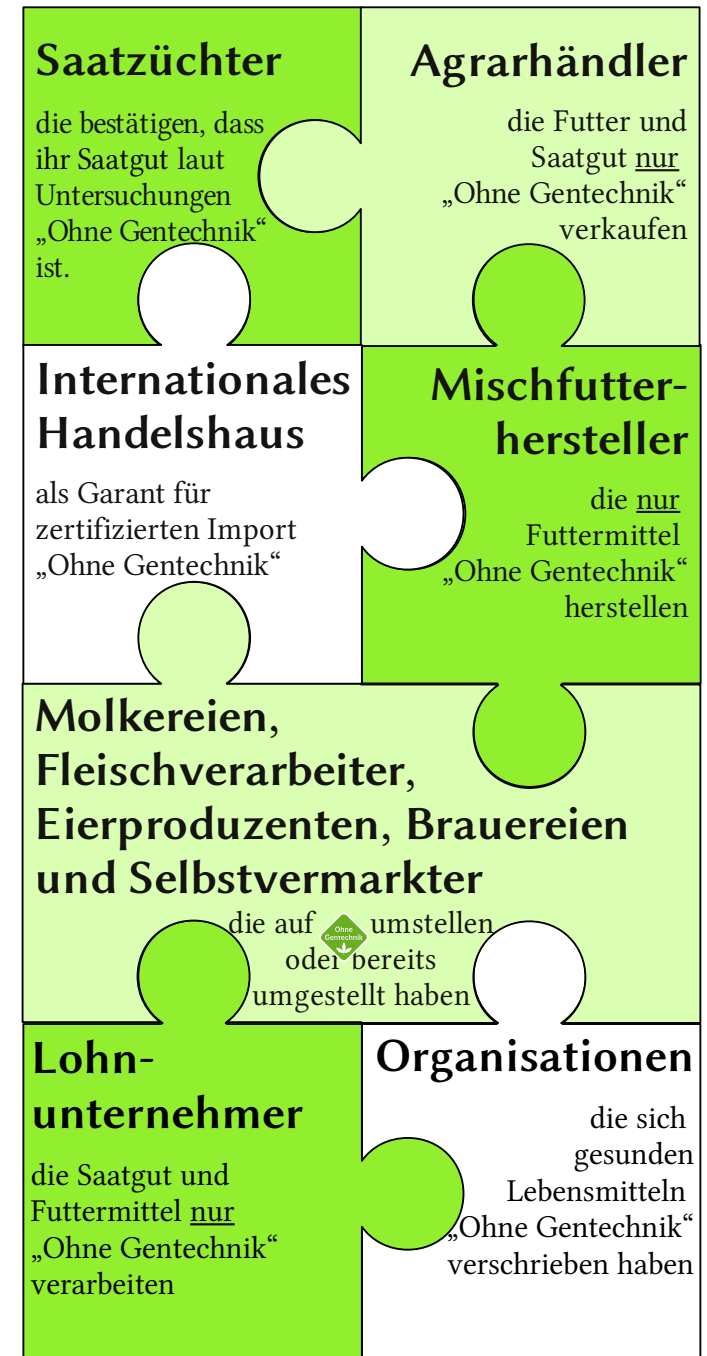 Saatzüchter
die bestätigen, dass
ihr Saatgut laut
Untersuchungen
„Ohne Gentechnik“
ist.
Agrarhändler
die Futter und
Saatgut nur
„Ohne Gentechnik“
verkaufen
Internationales
Handelshaus
als Garant für
zertifizierten Import
„Ohne Gentechnik“
Mischfutter-
hersteller
die nur
Futtermittel
„Ohne Gentechnik“
herstellen
Molkereien,
Fleischverarbeiter,
Eierproduzenten, Brauereien
und Selbstvermarkter
die auf
Ohne
Gentechnik
umstellen
oder bereits
umgestellt haben
Lohn-
unternehmer
die Saatgut und
Futtermittel nur
„Ohne Gentechnik“
verarbeiten
Organisationen
die sich
gesunden
Lebensmitteln
„Ohne Gentechnik“
verschrieben haben